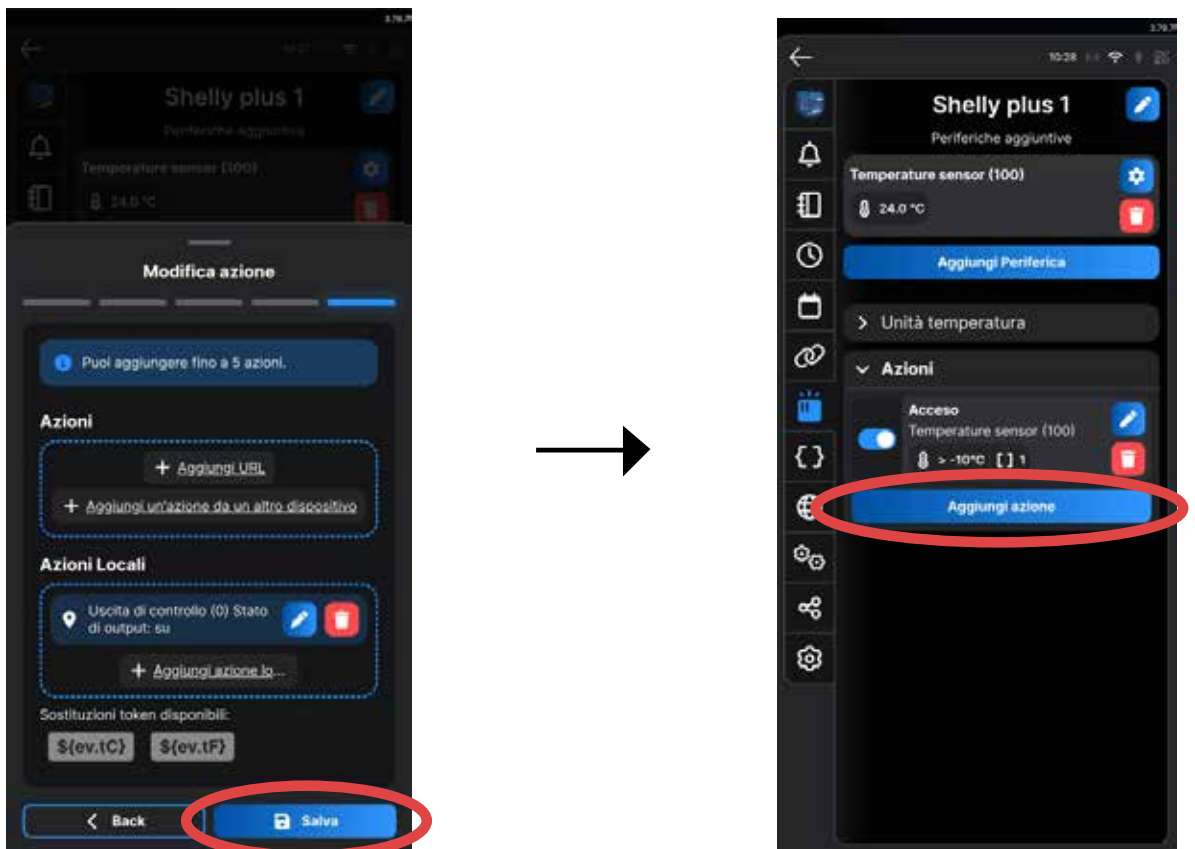 Shelly plus 1
Periferiche aggiuntive
Temperature sensor (100)
24.0 °C
Modifica azione
Puoi aggiungere fino a 5 azioni.
Azioni
+ Aggiungi URL
+ Aggiungi un'azione da un altro dispositivo
Azioni Locali
Uscita di controllo (0) Stato
di output: su
+ Aggiungi azione lo...
Sostituzioni token disponibili:
${ev.tC} ${ev.tF}
Back
Salva
10:28
Shelly plus 1
Periferiche aggiuntive
Temperature sensor (100)
24.0 °C
Aggiungi Periferica
Unità temperatura
Azioni
Acceso
Temperature sensor (100)
> -10°C [ ] 1
Aggiungi azione